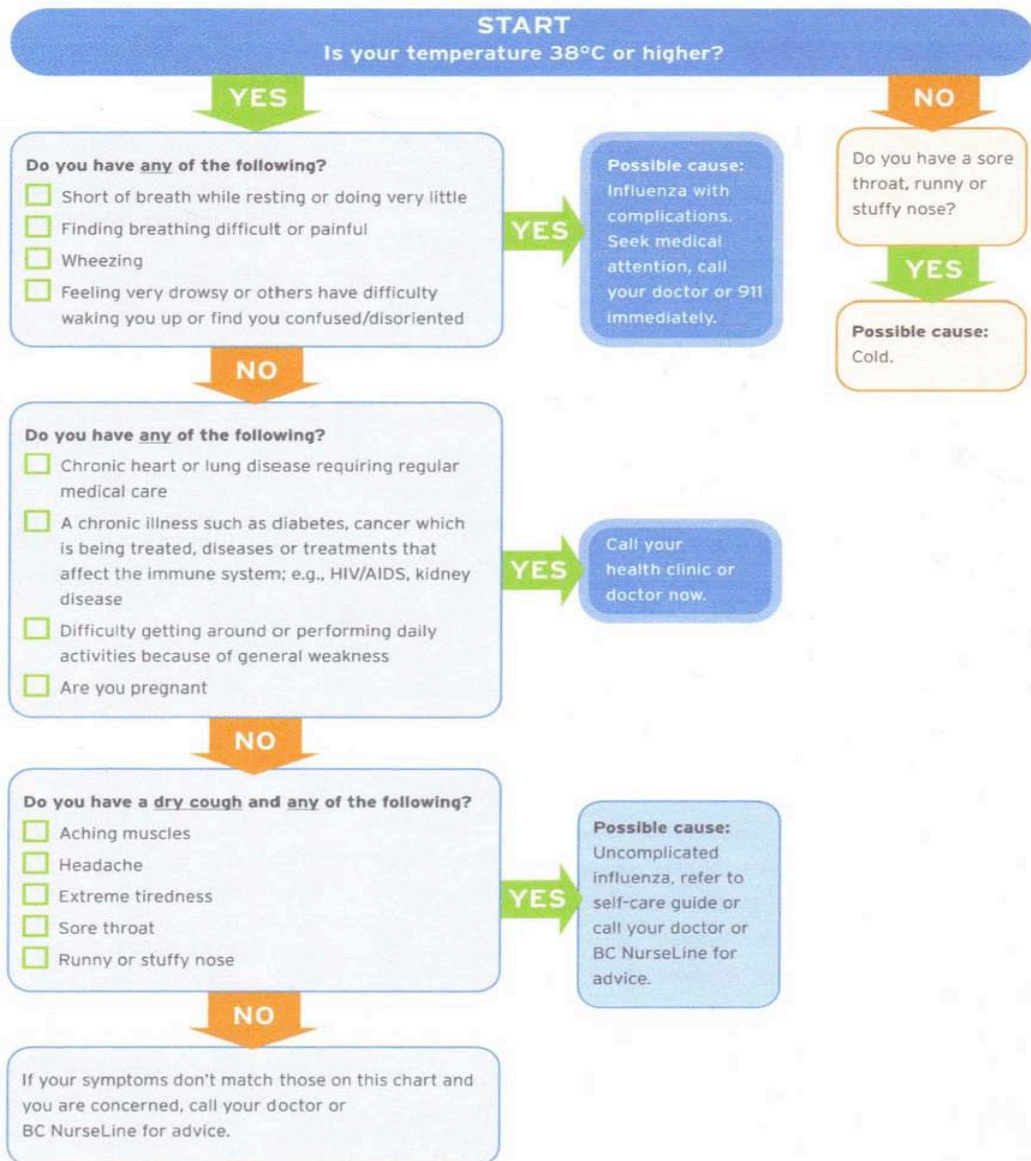 START
Is your temperature 38°C or higher?
YES
NO
Do you have any of the following?
Short of breath while resting or doing very little
Finding breathing difficult or painful
Wheezing
Feeling very drowsy or others have difficulty
waking you up or find you confused/disoriented
YES
Possible cause:
Influenza with
complications.
Seek medical
attention, call
your doctor or 911
immediately.
Do you have a sore
throat, runny or
stuffy nose?
YES
Possible cause:
Cold.
NO
Do you have any of the following?
Chronic heart or lung disease requiring regular
medical care
A chronic illness such as diabetes, cancer which
is being treated, diseases or treatments that
affect the immune system; e.g., HIV/AIDS, kidney
disease
Difficulty getting around or performing daily
activities because of general weakness
Are you pregnant
YES
Call your
health clinic or
doctor now.
NO
Do you have a dry cough and any of the following?
Aching muscles
Headache
Extreme tiredness
Sore throat
Runny or stuffy nose
YES
Possible cause:
Uncomplicated
influenza, refer to
self-care guide or
call your doctor or
BC NurseLine for
advice.
NO
If your symptoms don't match those on this chart and
you are concerned, call your doctor or
BC NurseLine for advice.